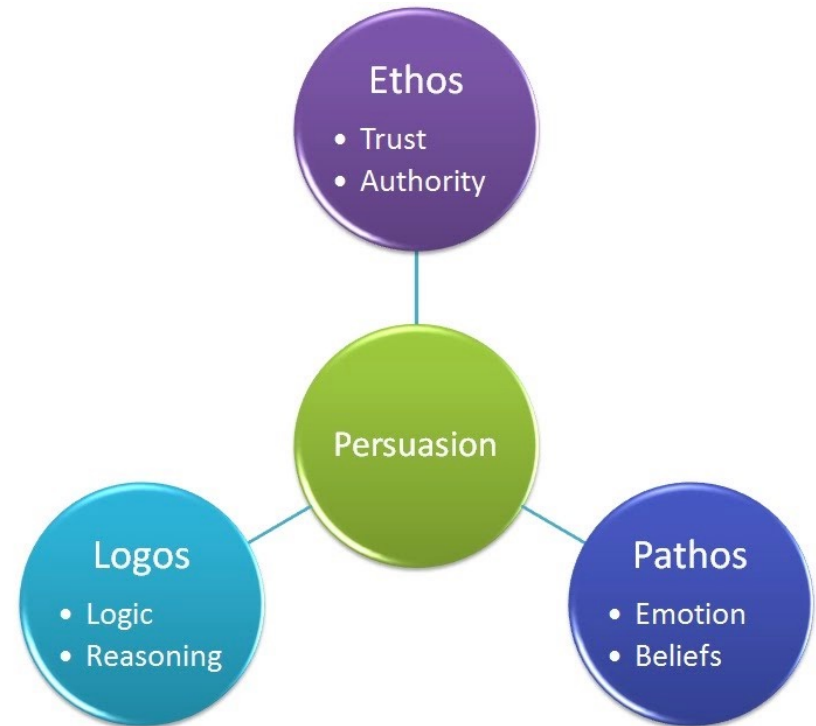 Ethos
• Trust
• Authority
Persuasion
Logos
• Logic
• Reasoning
Pathos
• Emotion
• Beliefs